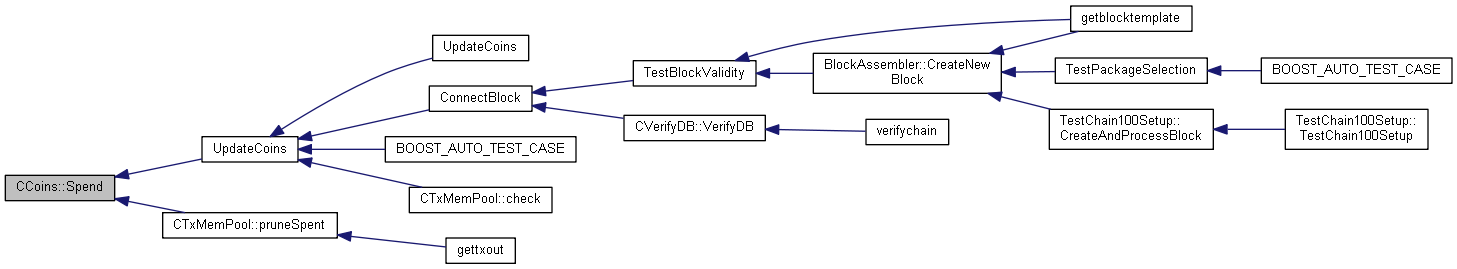 getblocktemplate
UpdateCoins
TestBlockValidity
BlockAssembler::CreateNew
Block
TestPackageSelection
BOOST_AUTO_TEST_CASE
ConnectBlock
CVerifyDB::VerifyDB
verifychain
TestChain100Setup::
CreateAndProcessBlock
TestChain100Setup::
TestChain100Setup
UpdateCoins
BOOST_AUTO_TEST_CASE
CCoins::Spend
CTxMemPool::check
CTxMemPool::pruneSpent
gettxout